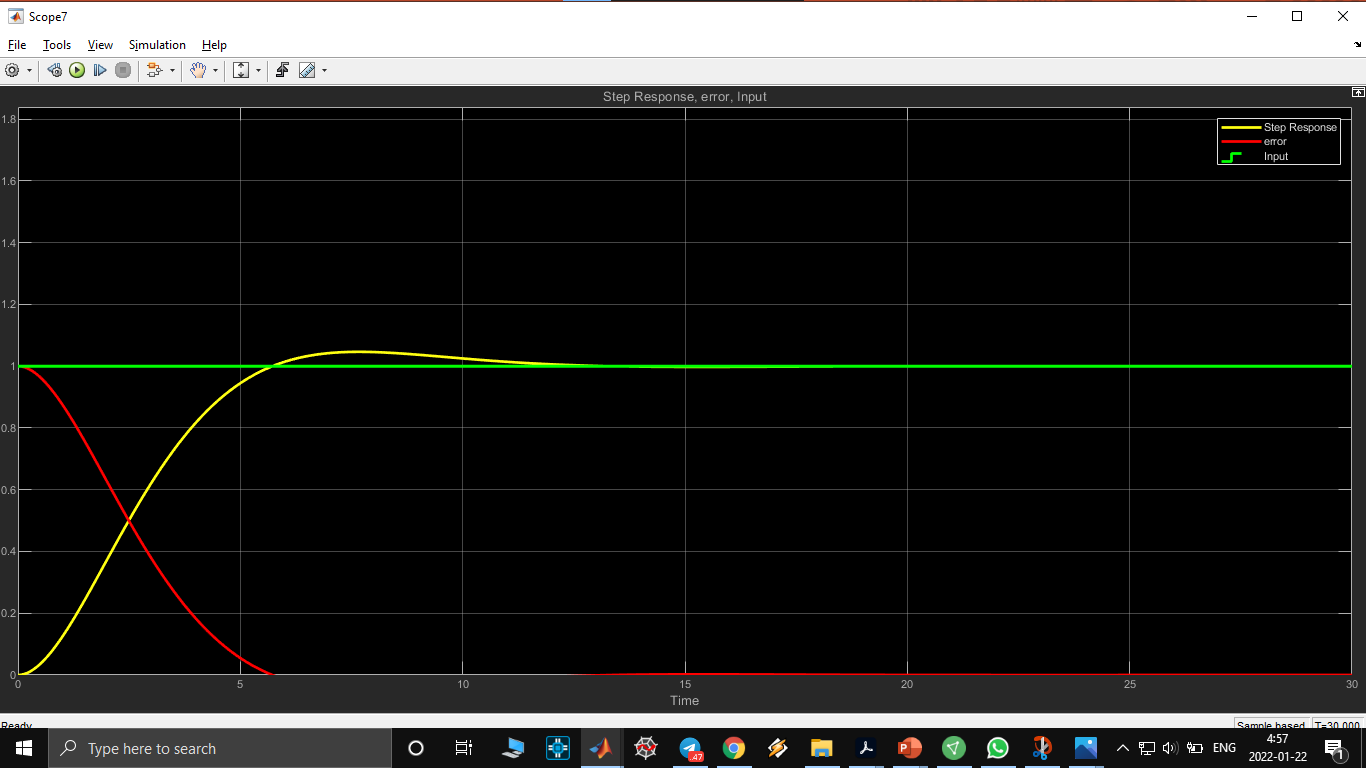 Scope7
File Tools View Simulation Help
Step Response, error, Input
Step Response
error
Input
1.8
1.6
1.4
1.2
1
0.8
0.6
0.4
0.2
0
0 5 10 15 20 25 30
Time
Ready
Sample based T=30.000
Type here to search
.47
ENG
4:57
2022-01-22
1